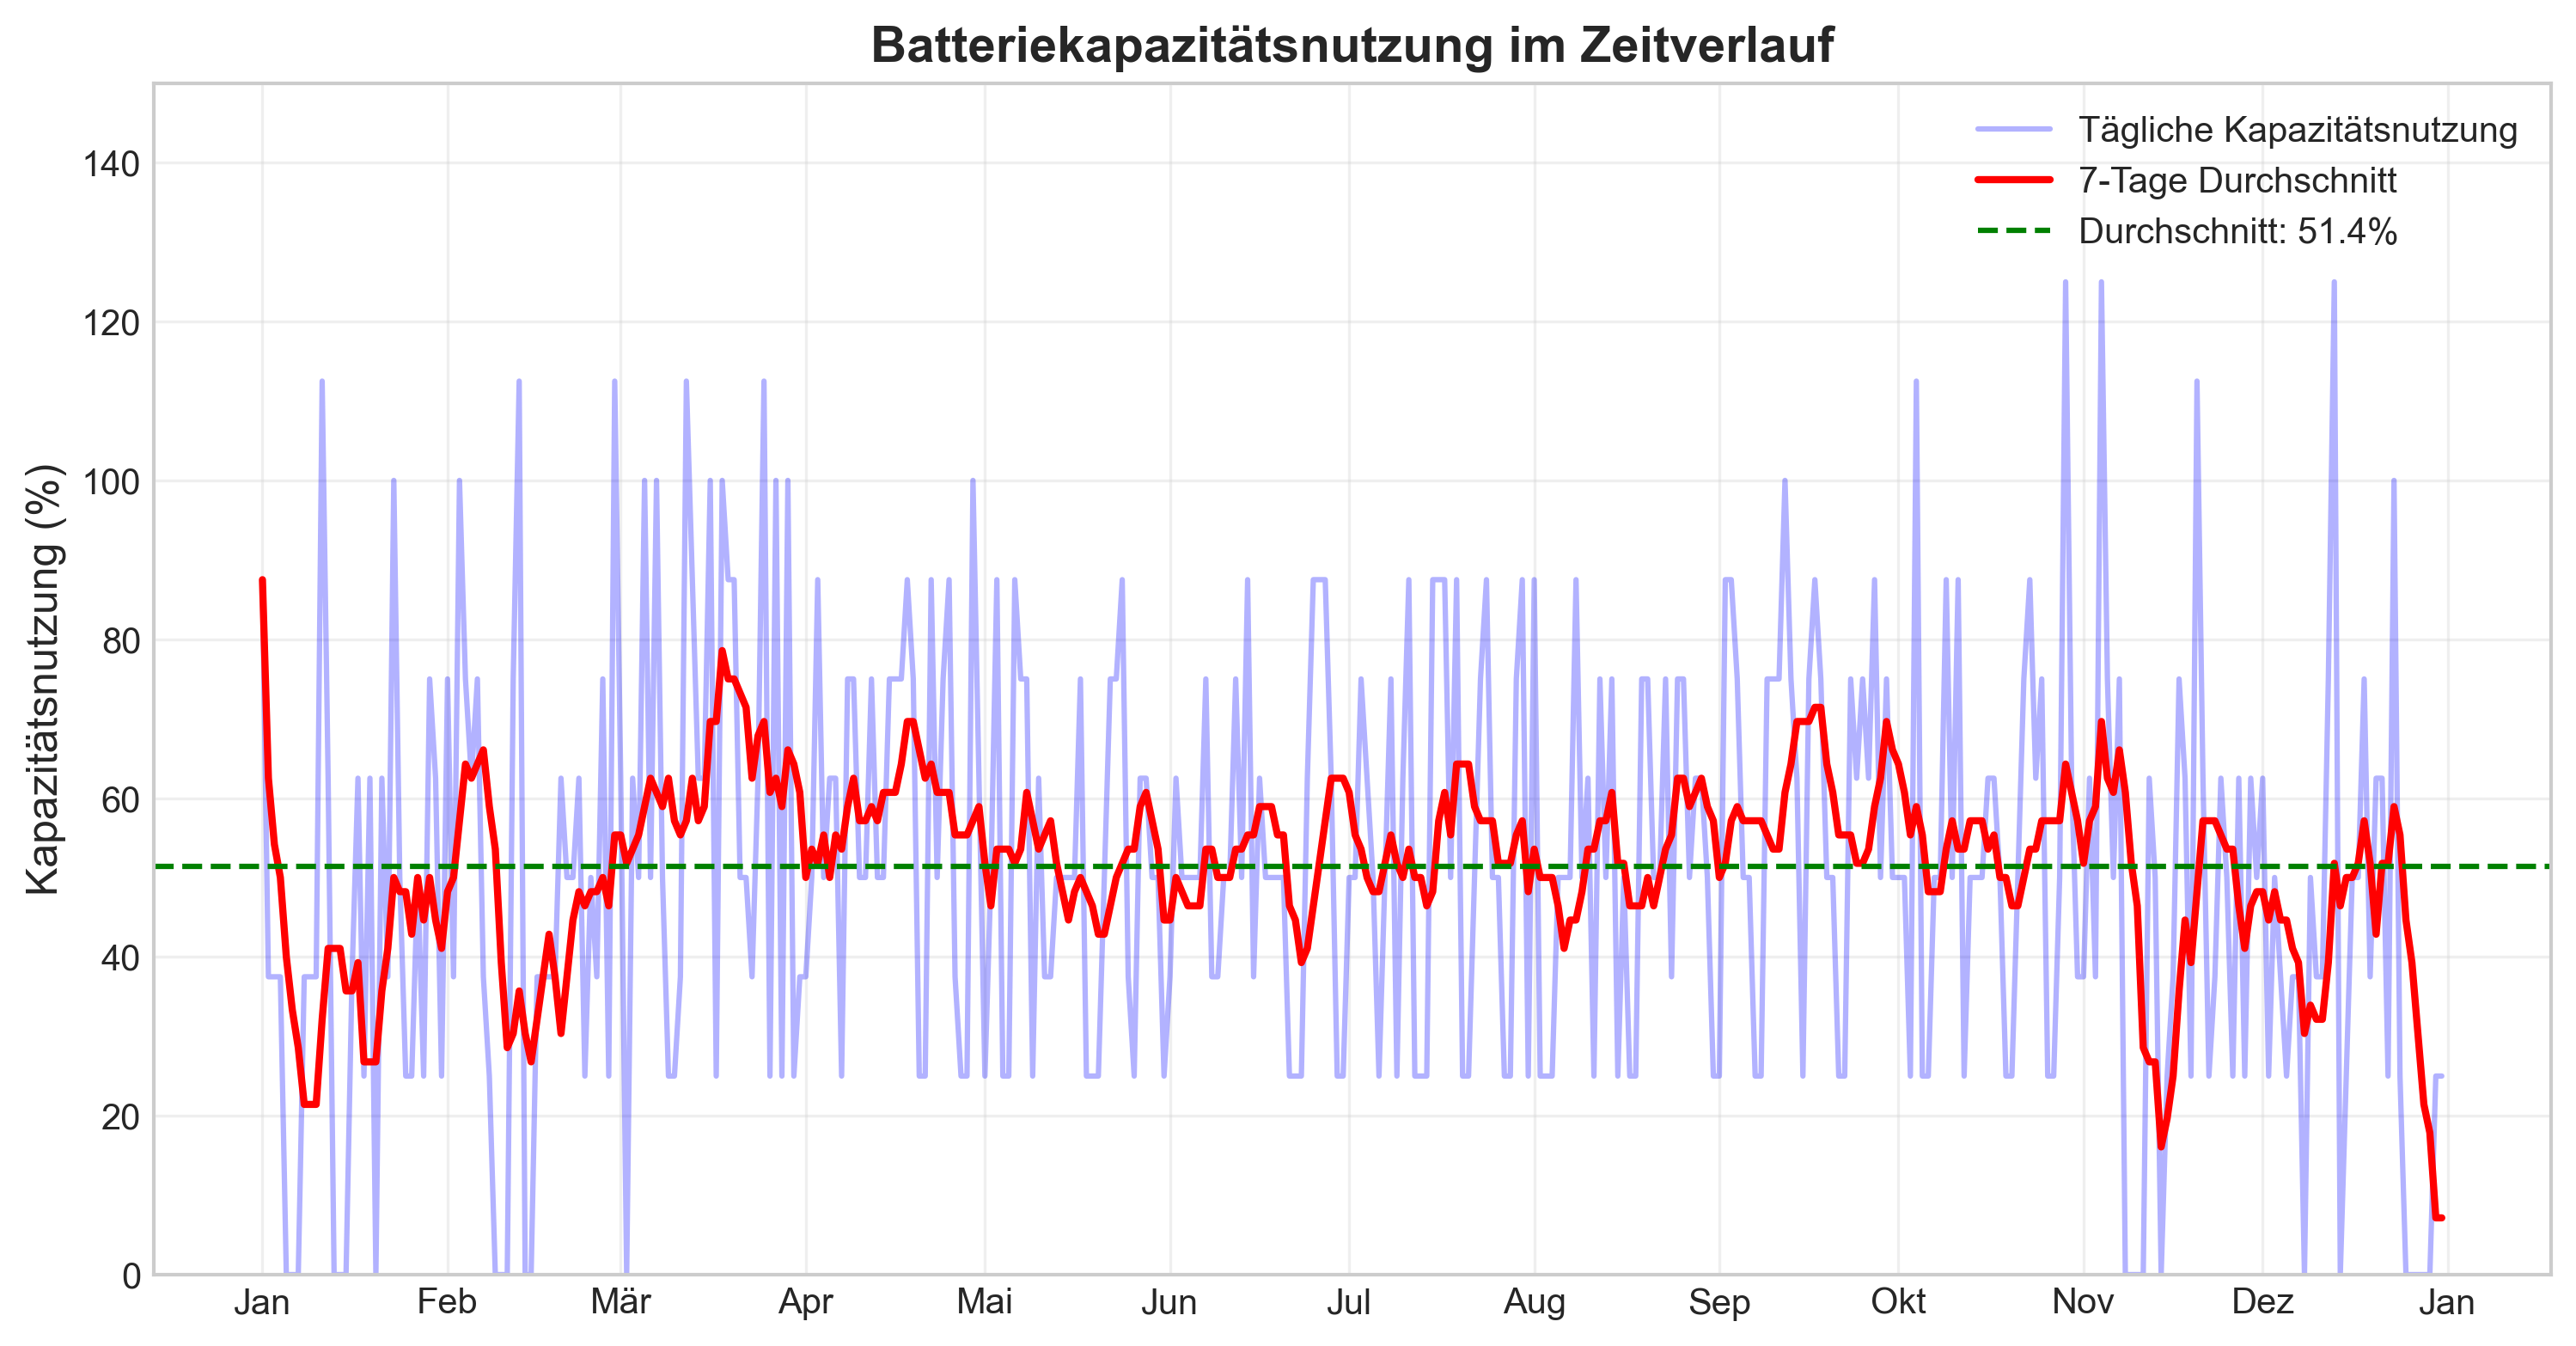 Batteriekapazitätsnutzung im Zeitverlauf
Tägliche Kapazitätsnutzung
7-Tage Durchschnitt
Durchschnitt: 51.4%
Kapazitätsnutzung (%)
140
120
100
80
60
40
20
0
Jan Feb Mär Apr Mai Jun Jul Aug Sep Okt Nov Dez Jan